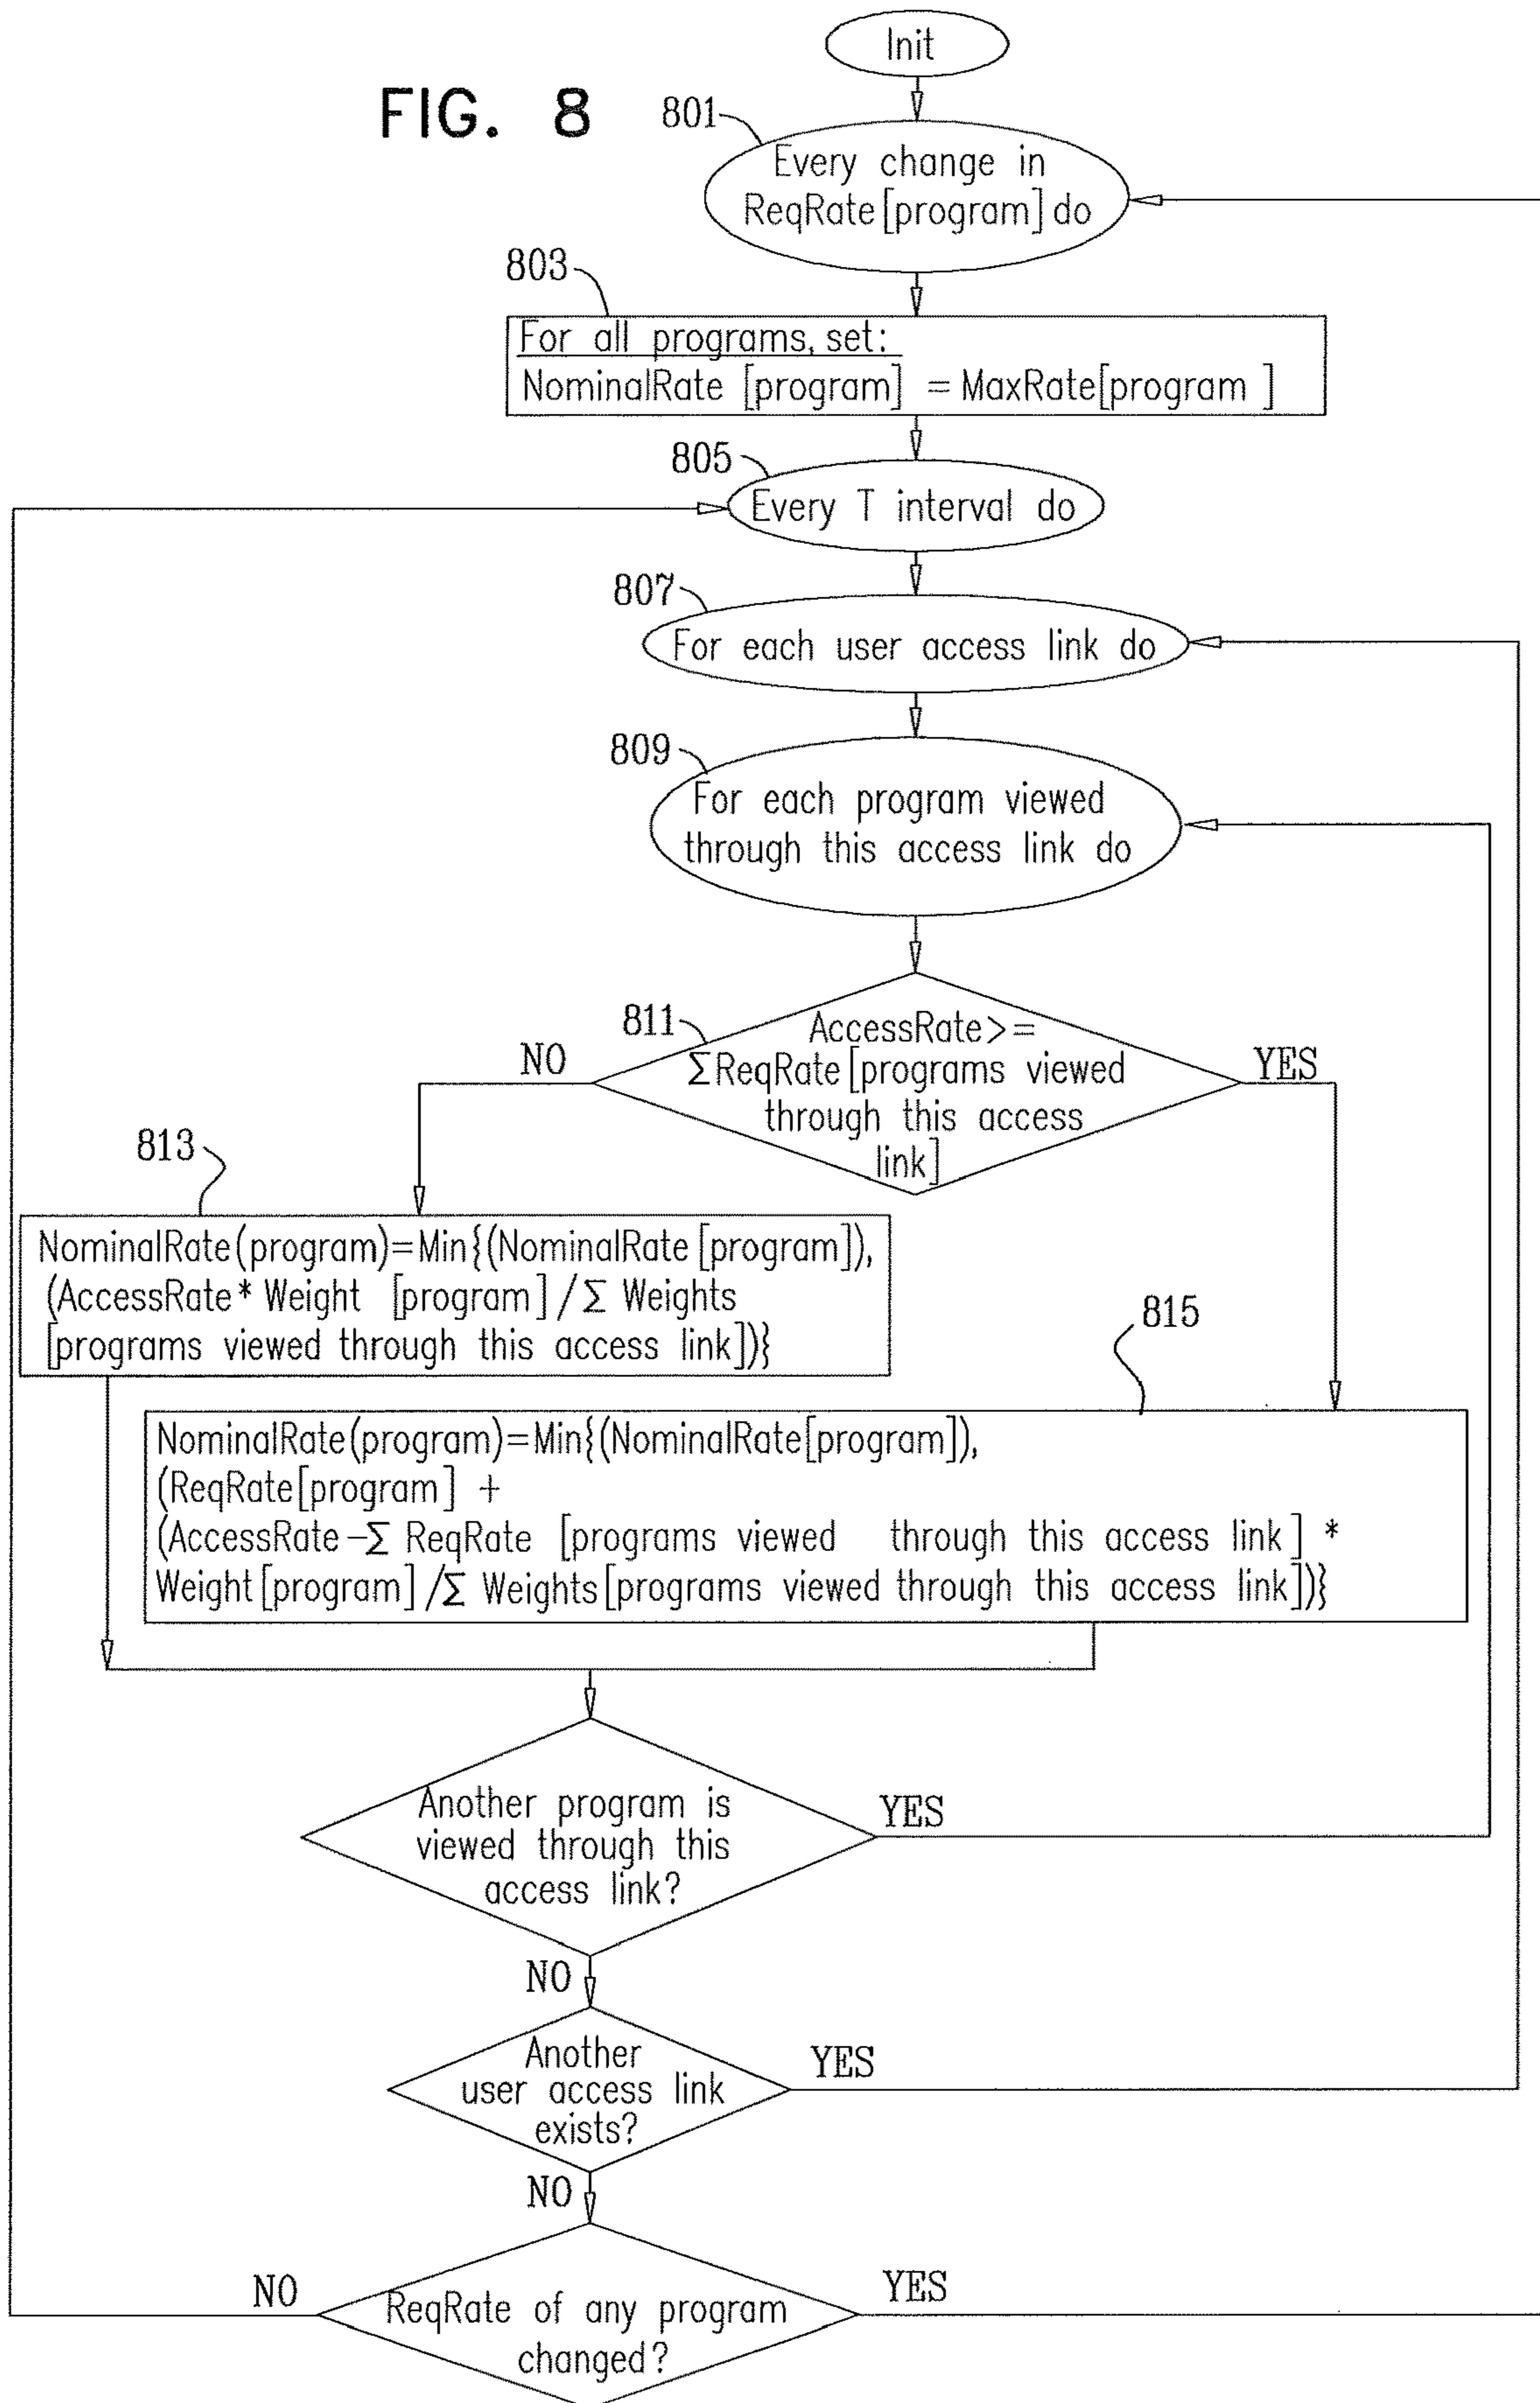 Init
FIG. 8
801
Every change in
ReqRate[program] do
803
For all programs, set:
NominalRate [program] = MaxRate[program ]
805
Every T interval do
807
For each user access link do
809
For each program viewed
through this access link do
811
AccessRate>=
ΣReqRate[programs viewed
through this access
link]
NO
YES
813
NominalRate(program)=Min{(NominalRate[program]),
(AccessRate* Weight [program]/Σ Weights
[programs viewed through this access link])}
815
NominalRate(program)=Min{(NominalRate[program]),
(ReqRate[program] +
(AccessRate-Σ ReqRate [programs viewed through this access link] *
Weight[program]/Σ Weights[programs viewed through this access link])}
Another program is
viewed through this
access link?
YES
NO
Another
user access link
exists?
YES
NO
ReqRate of any program
changed?
NO
YES